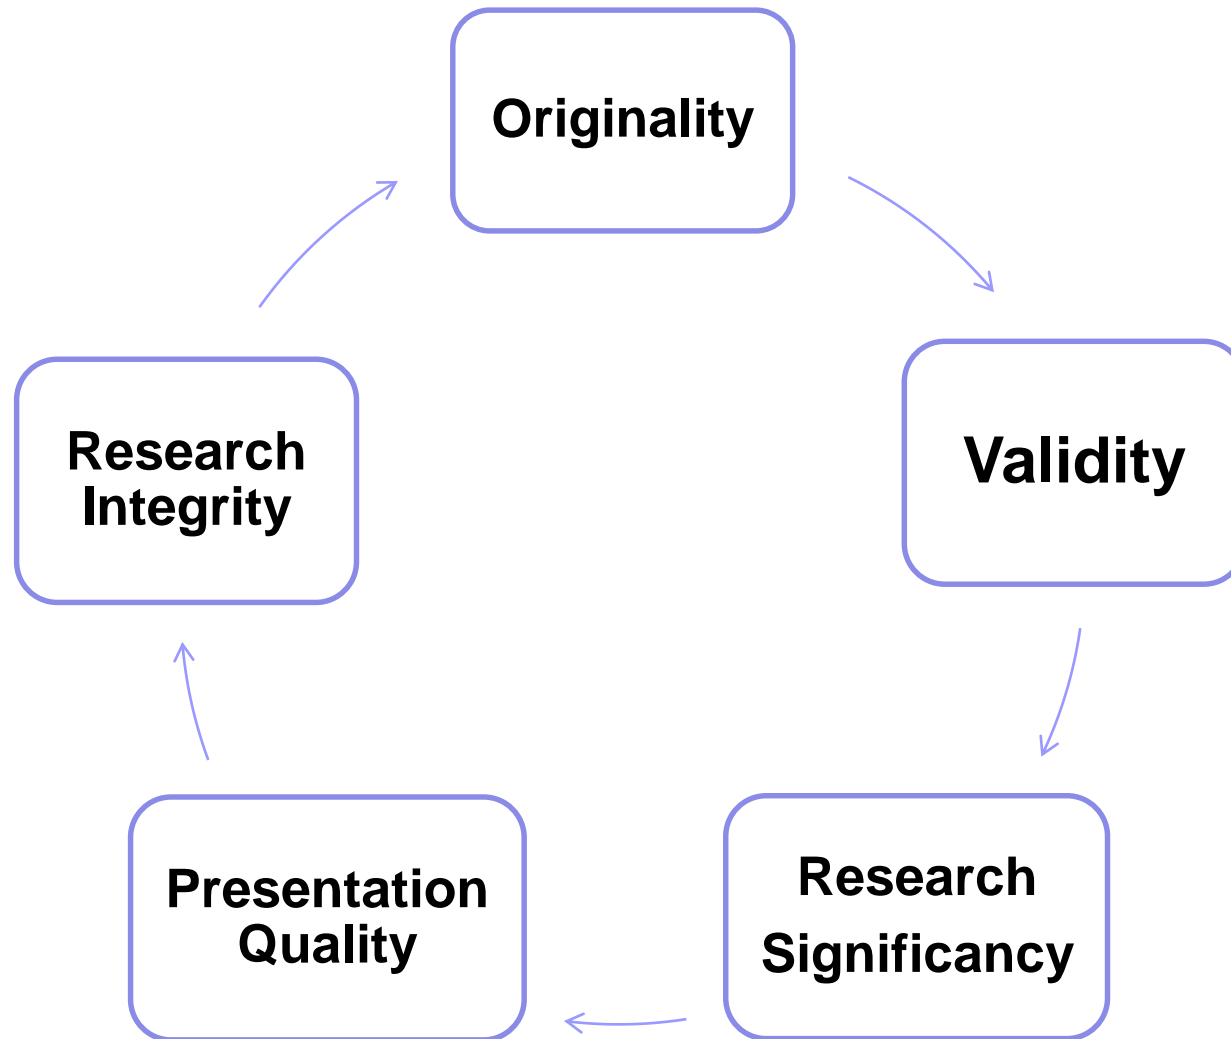 Originality
Validity
Research
Significancy
Presentation
Quality
Research
Integrity